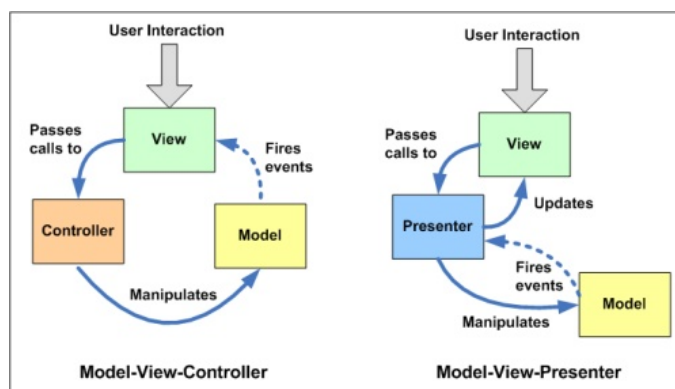 User Interaction
View
Passes
calls to
Fires
events
Controller
Model
Manipulates
Model-View-Controller
User Interaction
Passes
calls to
View
Updates
Presenter
Fires
events
Model
Manipulates
Model-View-Presenter